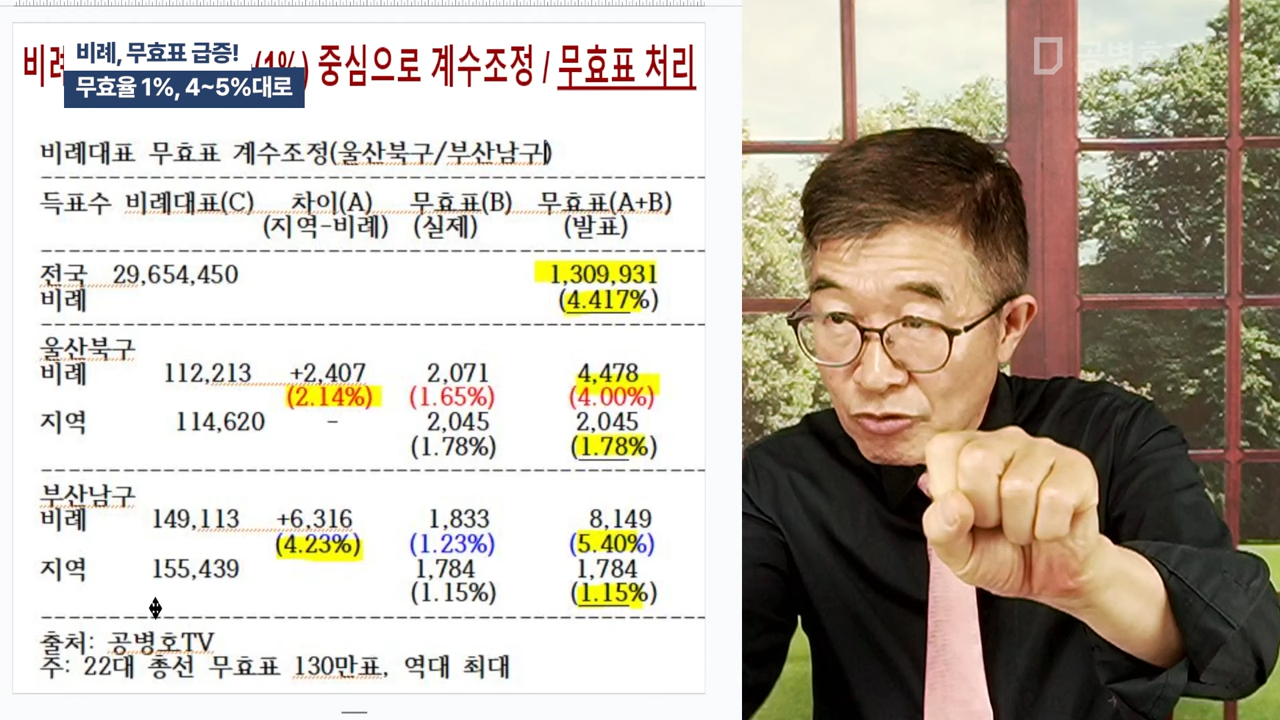 비례, 무효표 급증!
무효율 1%, 4~5%대로
비례 (1%) 중심으로 계수조정 / 무효표 처리
비례대표 무효표 계수조정(울산북구/부산남구)
득표수 비례대표(C) 차이(A) 무효표(B) 무효표(A+B)
(지역-비례) (실제) (발표)
전국 29,654,450 1,309,931
비례 (4.417%)
울산북구
비례 112,213 +2,407 2,071 4,478
(2.14%) (1.65%) (4.00%)
지역 114,620 - 2,045 2,045
(1.78%) (1.78%)
부산남구
비례 149,113 +6,316 1,833 8,149
(4.23%) (1.23%) (5.40%)
지역 155,439 1,784 1,784
(1.15%) (1.15%)
출처: 공병호TV
주: 22대 총선 무효표 130만표, 역대 최대
공병호TV